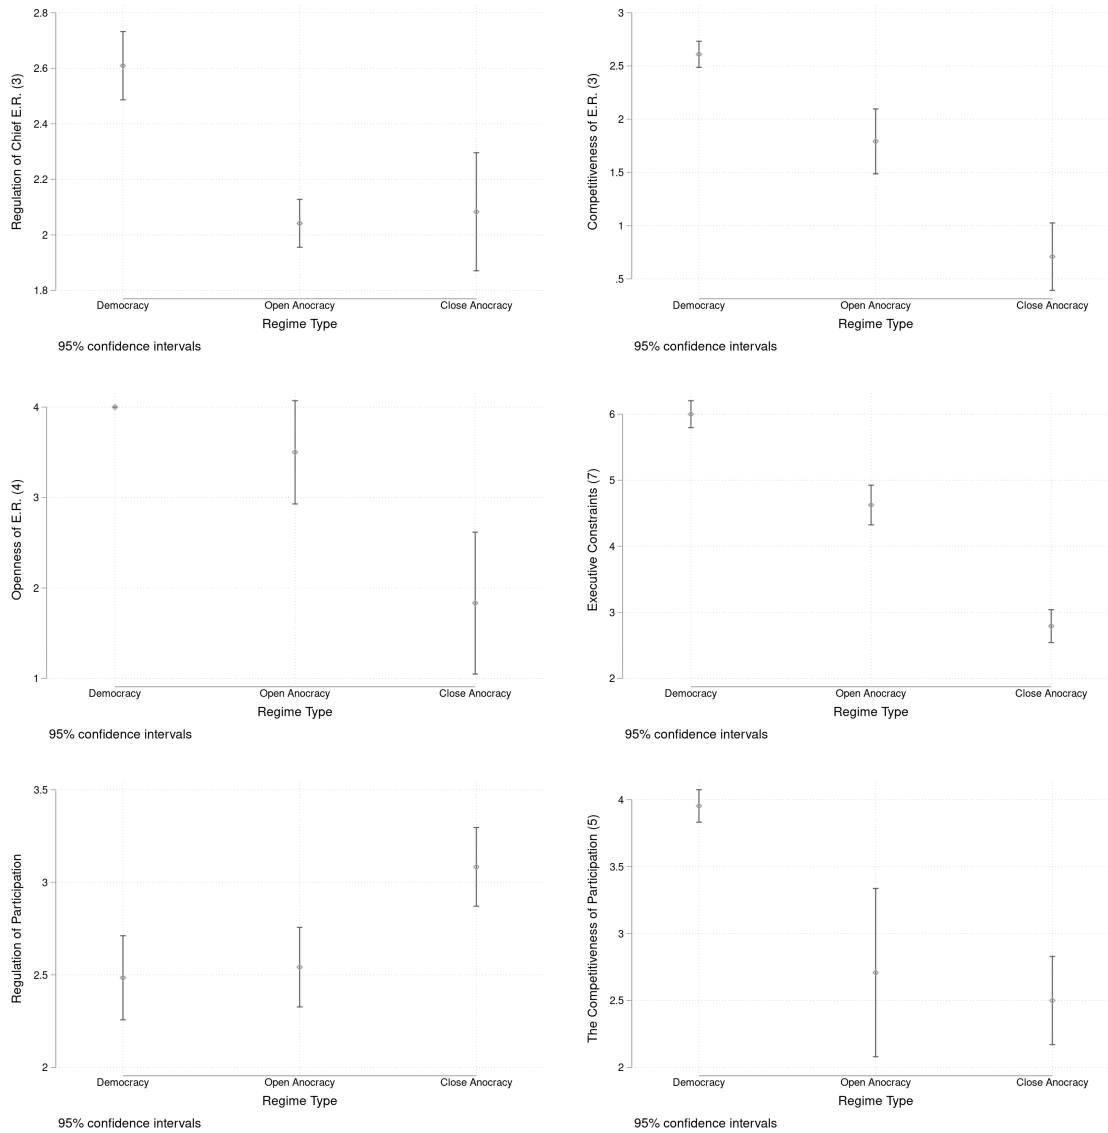 Regulation of Chief E.R. (3)
2.8
2.6
2.4
2.2
2
1.8
Democracy
Open Anocracy
Close Anocracy
Regime Type
95% confidence intervals
Competitiveness of E.R. (3)
3
2.5
2
1.5
1
.5
Democracy
Open Anocracy
Close Anocracy
Regime Type
95% confidence intervals
Openness of E.R. (4)
4
3
2
1
Democracy
Open Anocracy
Close Anocracy
Regime Type
95% confidence intervals
Executive Constraints (7)
6
5
4
3
2
Democracy
Open Anocracy
Close Anocracy
Regime Type
95% confidence intervals
Regulation of Participation
3.5
3
2.5
2
Democracy
Open Anocracy
Close Anocracy
Regime Type
95% confidence intervals
The Competitiveness of Participation (5)
4
3.5
3
2.5
2
Democracy
Open Anocracy
Close Anocracy
Regime Type
95% confidence intervals